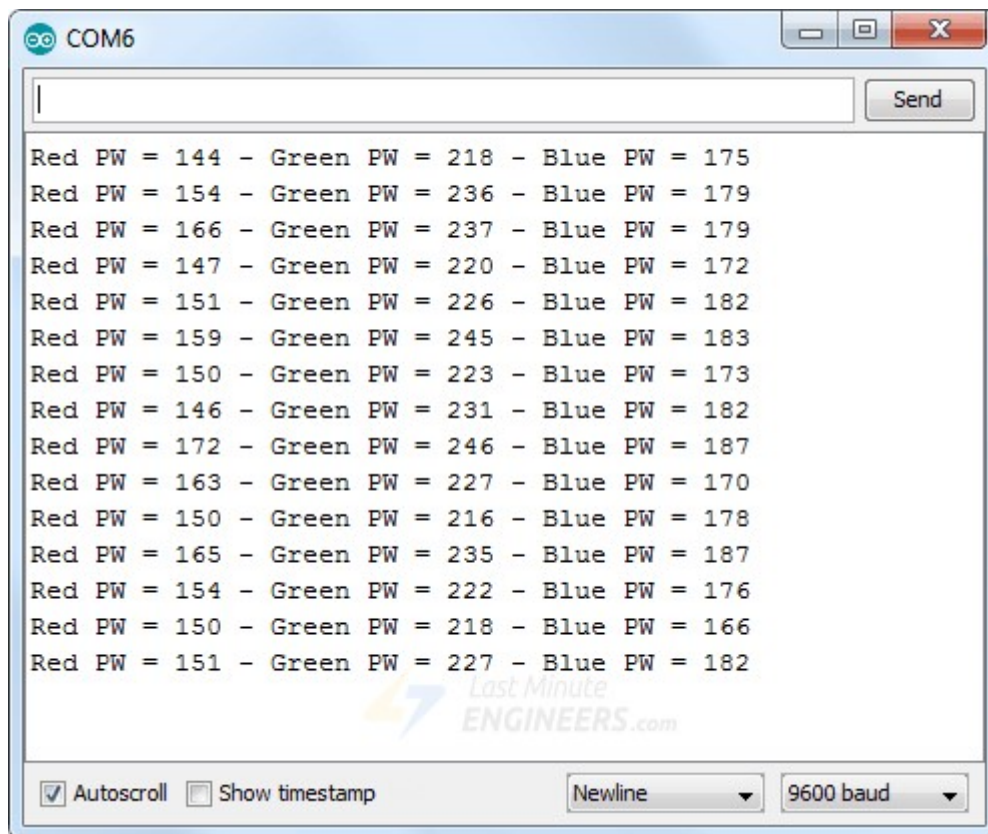 COM6
Send
Red PW = 144 - Green PW = 218 - Blue PW = 175
Red PW = 154 - Green PW = 236 - Blue PW = 179
Red PW = 166 - Green PW = 237 - Blue PW = 179
Red PW = 147 - Green PW = 220 - Blue PW = 172
Red PW = 151 - Green PW = 226 - Blue PW = 182
Red PW = 159 - Green PW = 245 - Blue PW = 183
Red PW = 150 - Green PW = 223 - Blue PW = 173
Red PW = 146 - Green PW = 231 - Blue PW = 182
Red PW = 172 - Green PW = 246 - Blue PW = 187
Red PW = 163 - Green PW = 227 - Blue PW = 170
Red PW = 150 - Green PW = 216 - Blue PW = 178
Red PW = 165 - Green PW = 235 - Blue PW = 187
Red PW = 154 - Green PW = 222 - Blue PW = 176
Red PW = 150 - Green PW = 218 - Blue PW = 166
Red PW = 151 - Green PW = 227 - Blue PW = 182
Last Minute
ENGINEERS.com
Autoscroll Show timestamp Newline 9600 baud